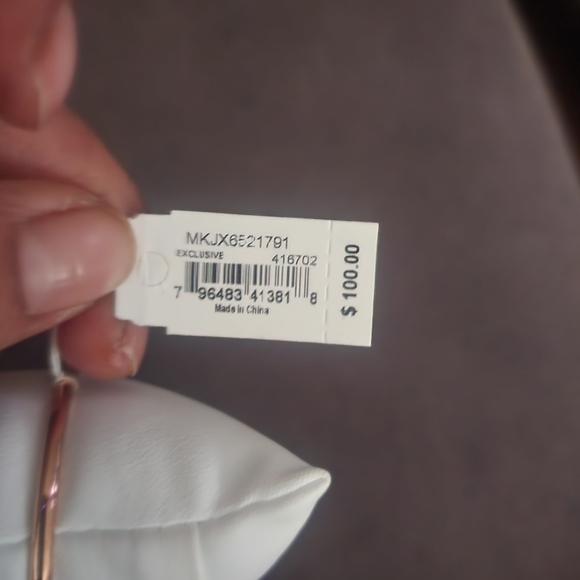 MKJX6521791
EXCLUSIVE 416702
7 96483 41381 8
Made in China
$ 100.00